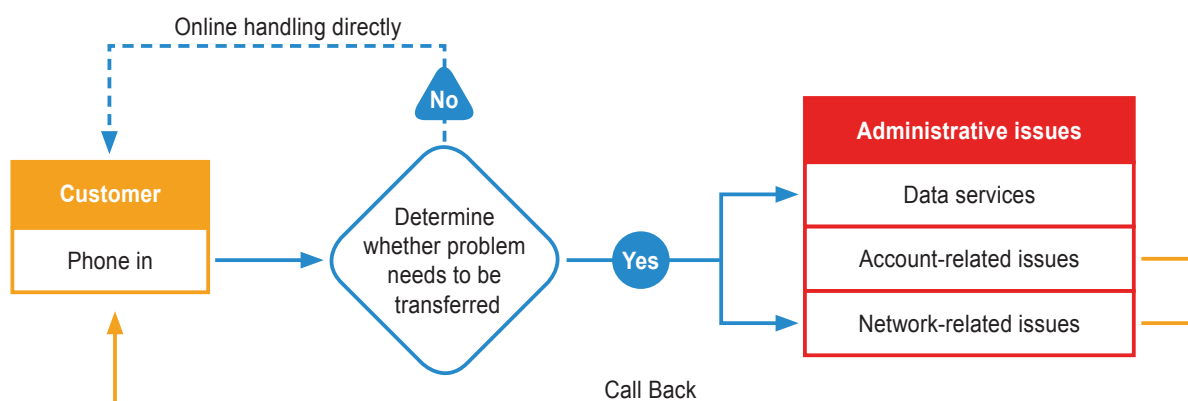 Online handling directly
No
Customer
Phone in
Determine
whether problem
needs to be
transferred
Yes
Administrative issues
Data services
Account-related issues
Network-related issues
Call Back